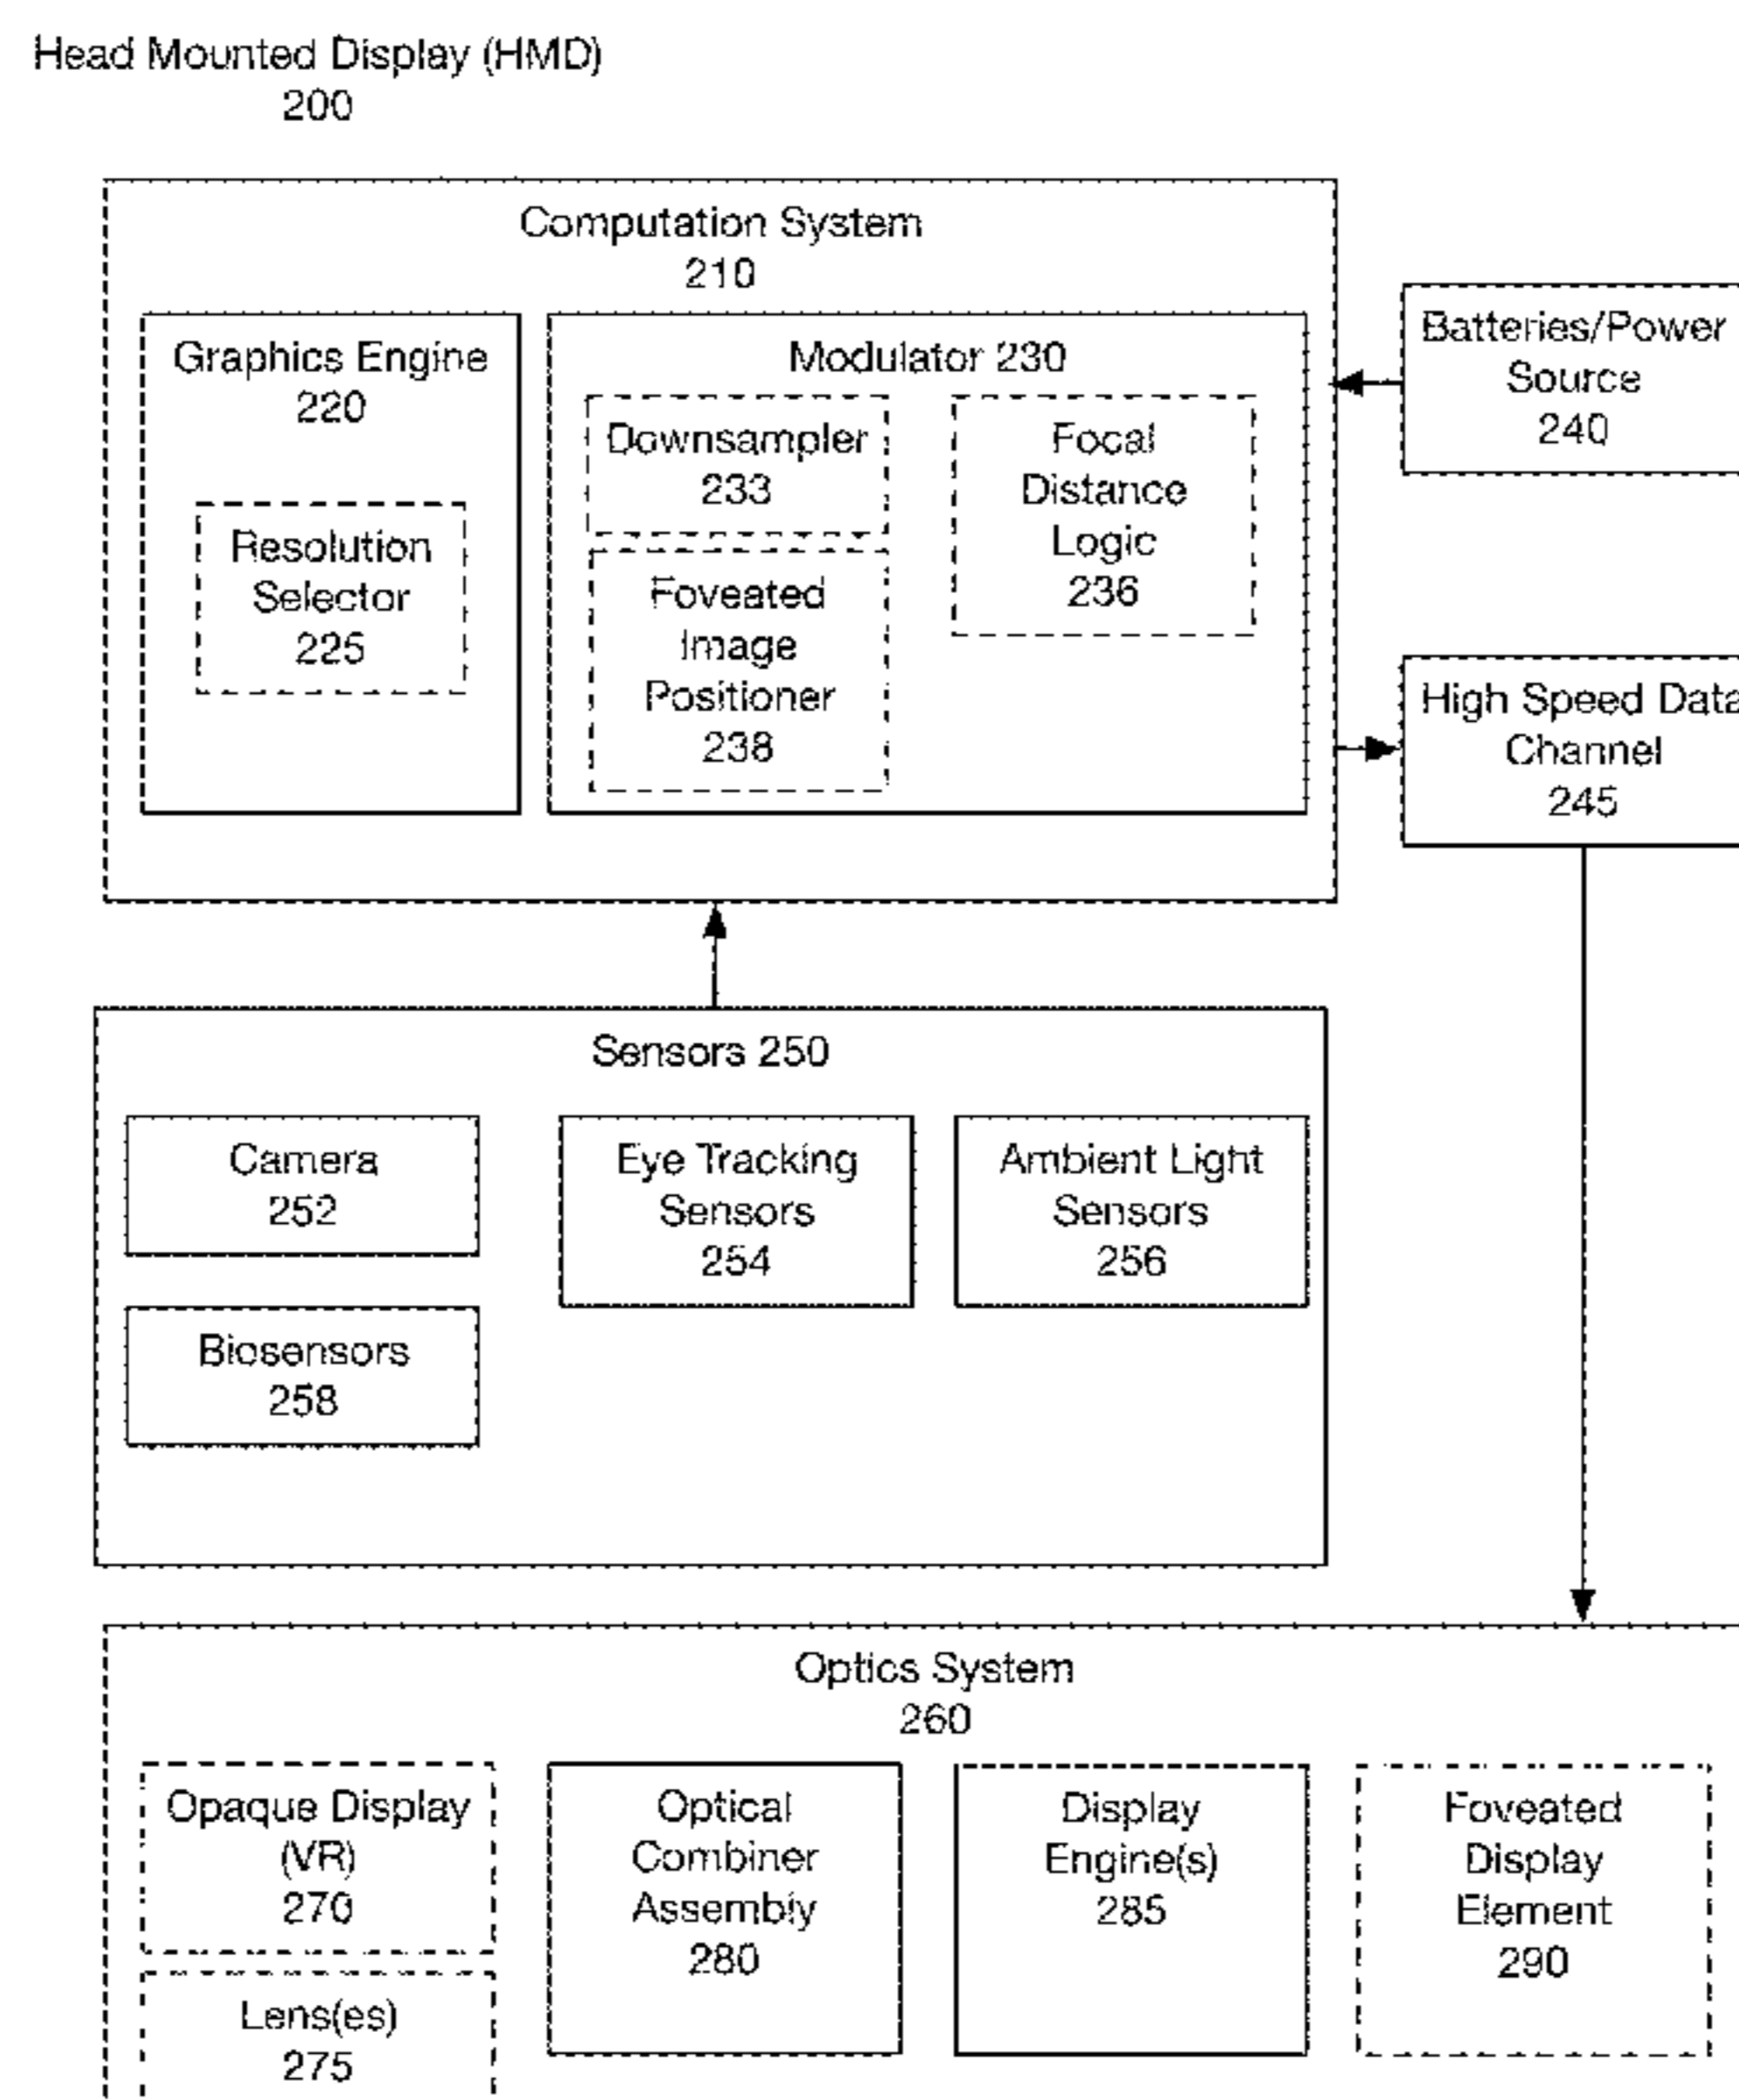 Head Mounted Display (HMD)
200
Computation System
210
Graphics Engine
220
Resolution
Selector
225
Modulator 230
Downsampler
233
Foveated
Image
Positioner
238
Focal
Distance
Logic
236
Batteries/Power
Source
240
High Speed Data
Channel
245
Sensors 250
Camera
252
Eye Tracking
Sensors
254
Ambient Light
Sensors
256
Biosensors
258
Optics System
260
Opaque Display
(VR)
270
Lens(es)
275
Optical
Combiner
Assembly
280
Display
Engine(s)
285
Foveated
Display
Element
290